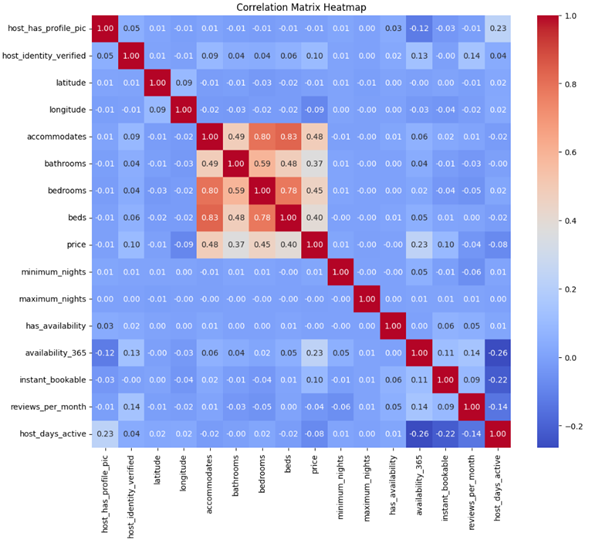 Correlation Matrix Heatmap
host_has_profile_pic 1.00 0.05 0.01 -0.01 -0.01 -0.01 -0.01 -0.01 -0.01 0.01 0.00 0.03 -0.12 -0.03 -0.01 0.23
host_identity_verified 0.05 1.00 0.01 -0.01 0.09 0.04 0.04 0.06 0.10 0.01 0.00 0.02 0.13 -0.00 0.14 0.04
latitude 0.01 0.01 1.00 0.09 -0.01 -0.01 -0.03 -0.02 -0.01 0.01 -0.01 0.00 -0.03 0.00 -0.01 0.02
longitude -0.01 -0.01 0.09 1.00 -0.02 -0.03 -0.02 -0.02 -0.09 0.00 -0.00 0.00 -0.03 -0.04 -0.00 0.02
accommodates -0.01 0.09 -0.01 -0.02 1.00 0.49 0.80 0.83 0.48 -0.01 -0.00 0.01 0.06 0.02 0.01 -0.02
bathrooms -0.01 0.04 -0.01 -0.03 0.49 1.00 0.59 0.48 0.37 0.01 -0.00 0.00 0.04 -0.01 -0.03 -0.00
bedrooms -0.01 0.04 -0.03 -0.02 0.80 0.59 1.00 0.78 0.45 0.01 -0.00 0.00 0.02 -0.04 -0.05 0.02
beds -0.01 0.06 -0.02 -0.02 0.83 0.48 0.78 1.00 0.40 -0.00 -0.00 0.01 0.05 0.01 0.00 -0.02
price -0.01 0.10 -0.01 -0.09 0.48 0.37 0.45 0.40 1.00 0.01 -0.00 -0.00 0.23 0.10 -0.04 -0.08
minimum_nights 0.01 0.01 0.01 0.00 -0.01 0.01 0.01 -0.00 0.01 1.00 -0.00 0.00 0.05 -0.01 -0.06 0.01
maximum_nights 0.00 0.00 -0.01 -0.00 -0.00 -0.00 -0.00 -0.00 -0.00 -0.00 1.00 0.00 0.01 0.01 0.01 0.00
has_availability 0.03 0.02 0.00 0.00 0.01 0.00 0.00 0.01 -0.00 0.00 0.00 1.00 0.00 0.06 0.05 0.01
availability_365 -0.12 0.13 -0.03 -0.03 0.06 0.04 0.02 0.05 0.23 0.05 0.01 0.00 1.00 0.11 0.14 -0.26
instant_bookable -0.03 -0.00 0.00 -0.04 0.02 -0.01 -0.04 0.01 0.10 -0.01 0.01 0.06 0.11 1.00 0.09 -0.22
reviews_per_month -0.01 0.14 -0.01 -0.02 0.01 -0.03 -0.05 0.00 -0.04 -0.06 0.01 0.05 0.14 0.09 1.00 -0.14
host_days_active 0.23 0.04 0.02 0.02 -0.02 -0.00 0.02 -0.02 -0.08 0.01 0.00 0.01 -0.26 -0.22 -0.14 1.00
host_has_profile_pic
host_identity_verified
latitude
longitude
accommodates
bathrooms
bedrooms
beds
price
minimum_nights
maximum_nights
has_availability
availability_365
instant_bookable
reviews_per_month
host_days_active
1.0
0.8
0.6
0.4
0.2
0.0
-0.2